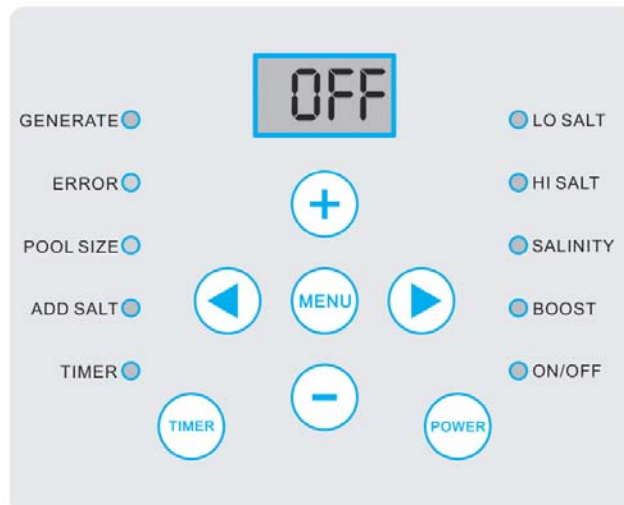 OFF
GENERATE LO SALT
ERROR + HI SALT
POOL SIZE SALINITY
ADD SALT MENU BOOST
TIMER ON/OFF
−
TIMER POWER